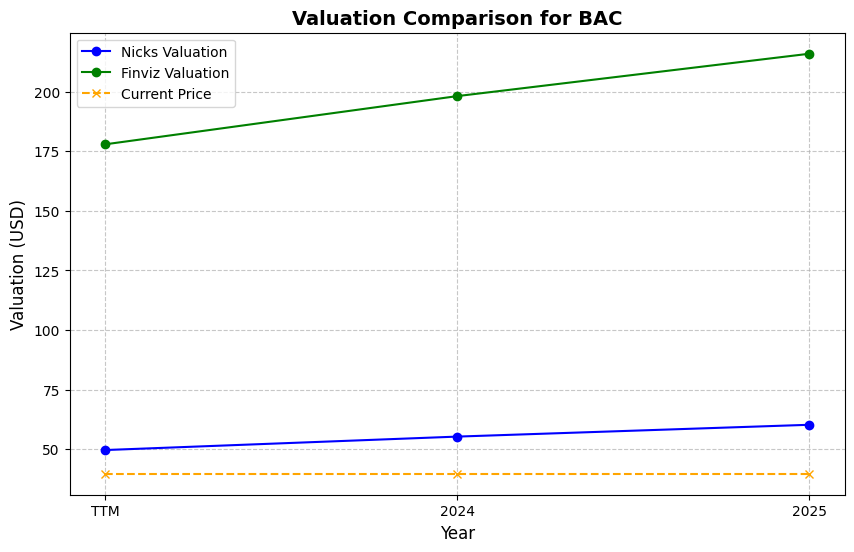 Valuation Comparison for BAC
Nicks Valuation
Finviz Valuation
Current Price
Valuation (USD)
200
175
150
125
100
75
50
TTM
2024
2025
Year